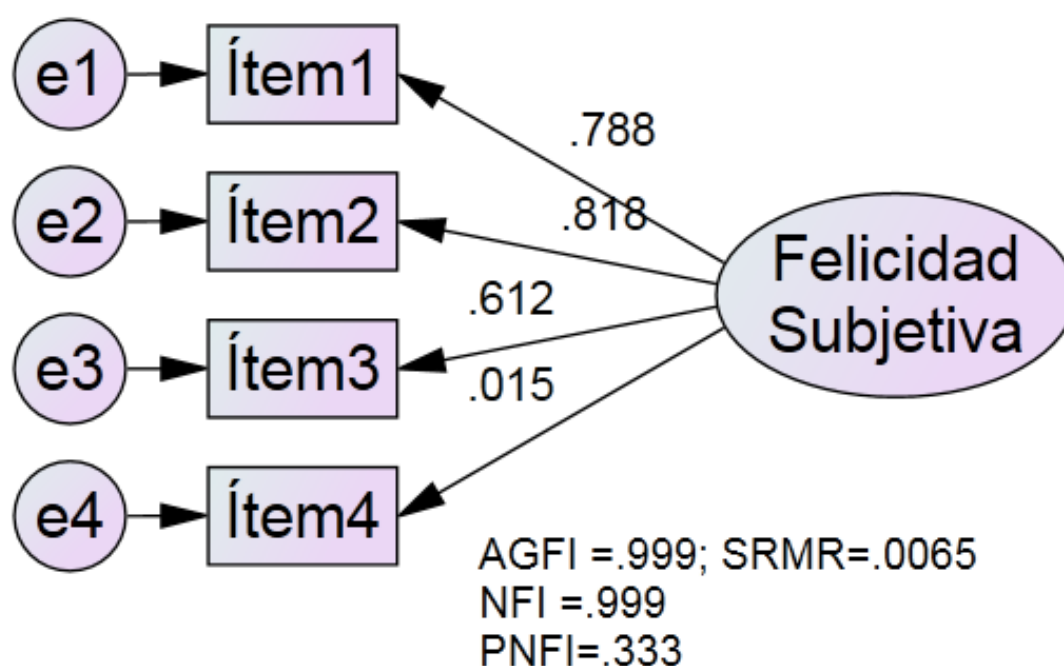 e1
Ítem1
.788
e2
Ítem2
.818
Felicidad
Subjetiva
.612
e3
Ítem3
.015
e4
Ítem4
AGFI =.999; SRMR=.0065
NFI =.999
PNFI=.333